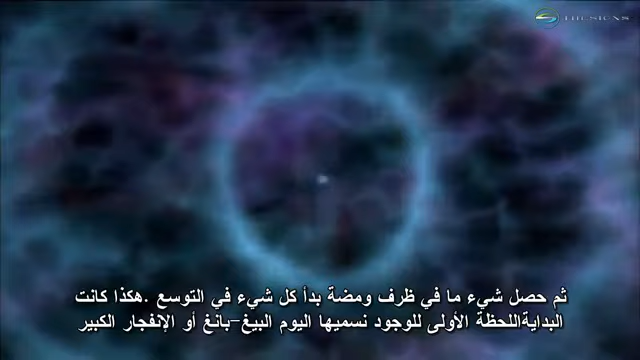 THESIGNS
ثم حصل شيء ما في ظرف ومضة بدأ كل شيء في التوسع .هكذا كانت
البدايةاللحظة الأولى للوجود نسميها اليوم البيغ-بانغ أو الإنفجار الكبير